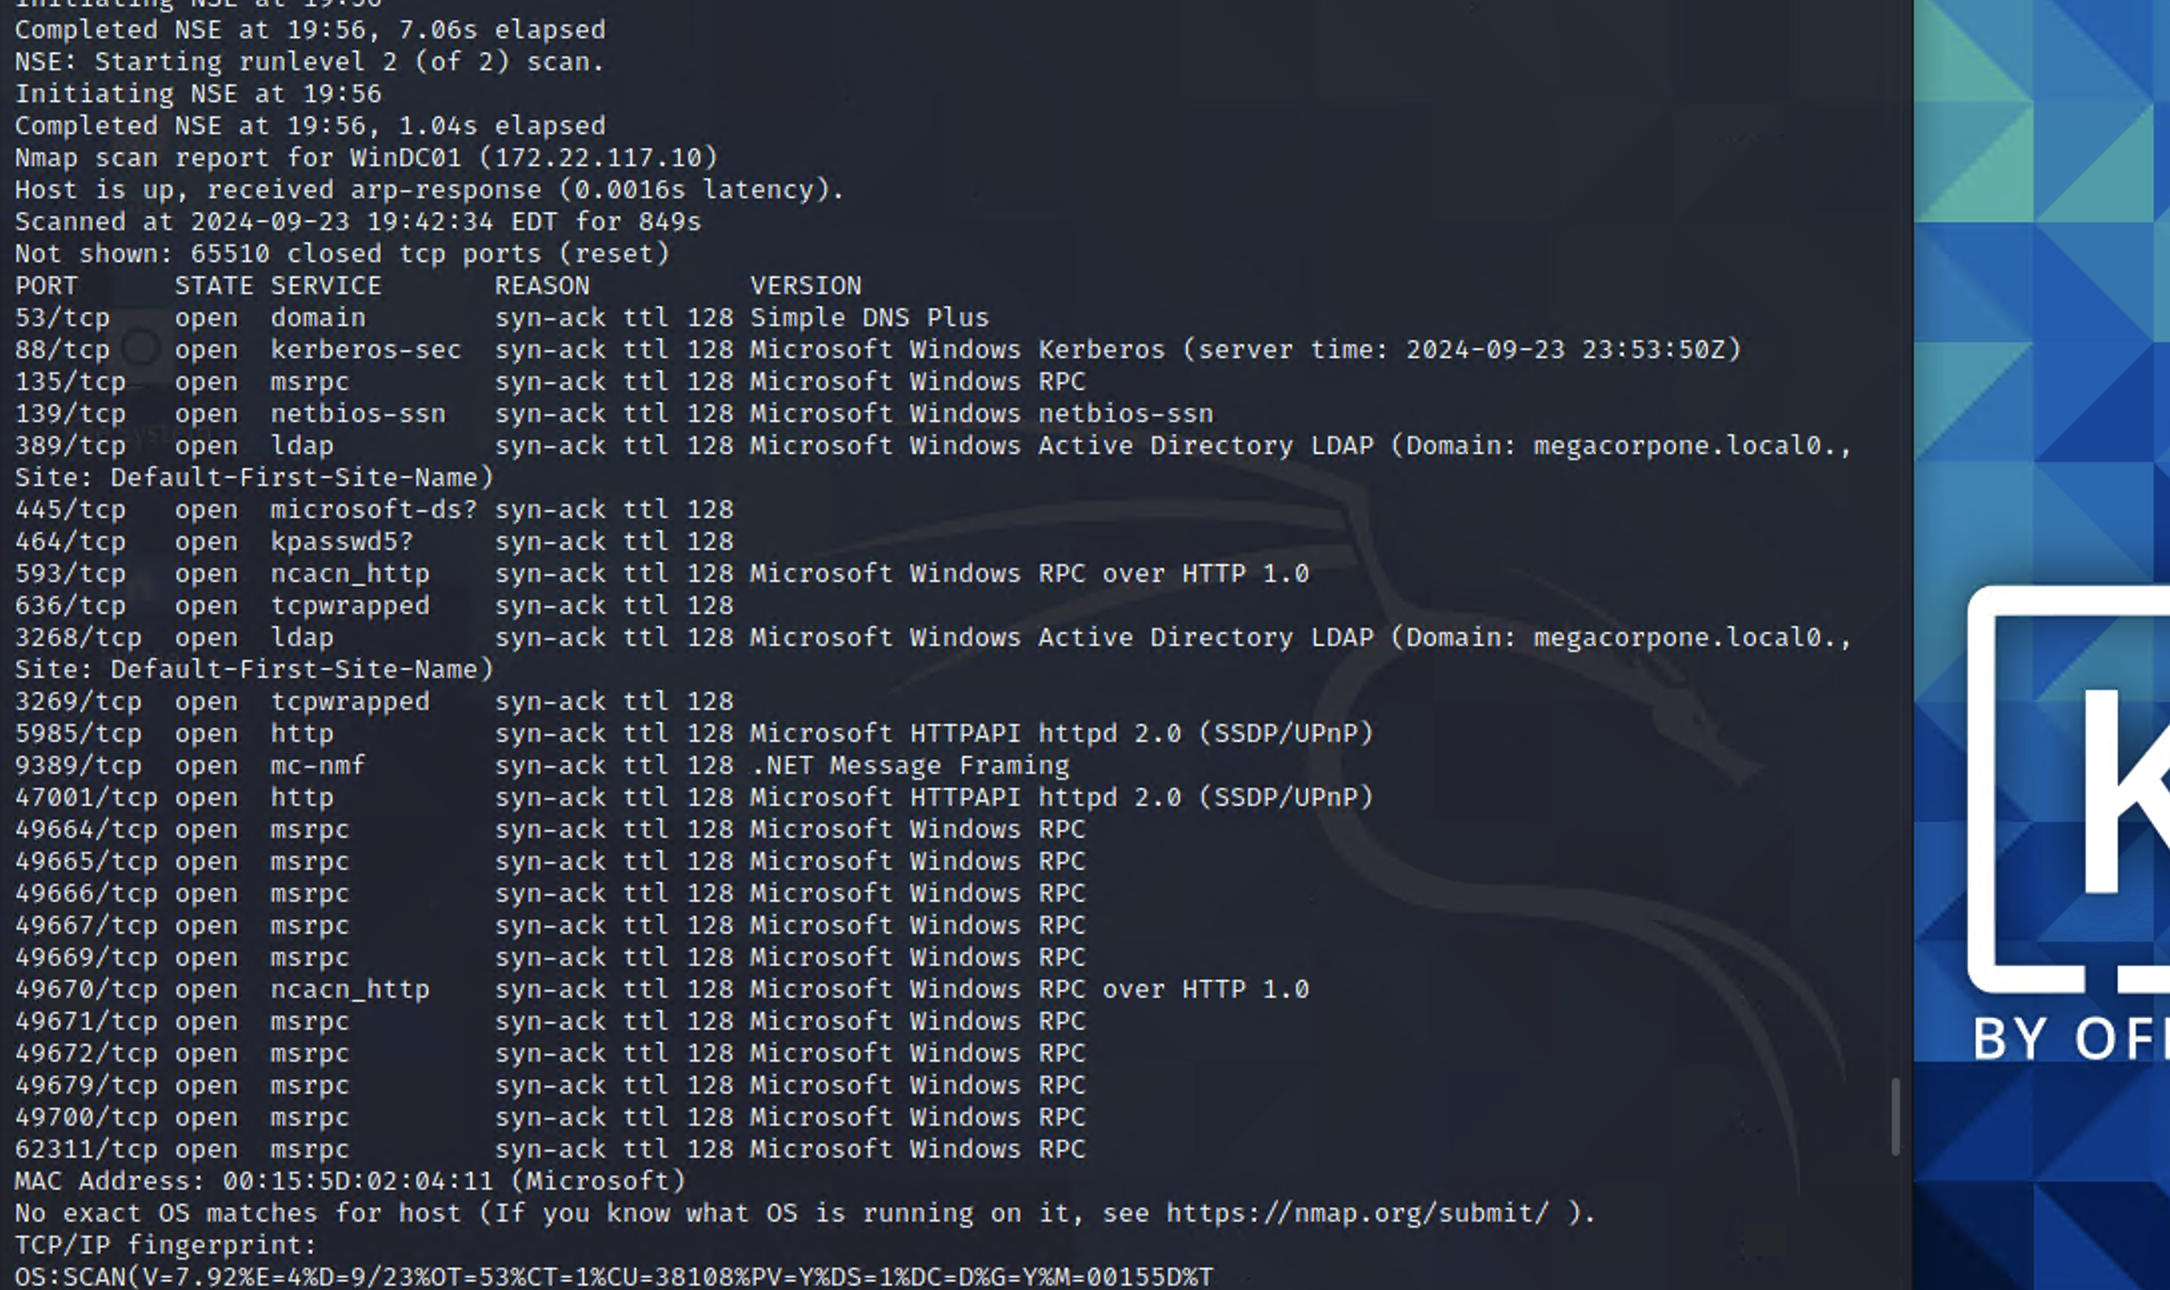 Initiating NSE at 19:56
Completed NSE at 19:56, 7.06s elapsed
NSE: Starting runlevel 2 (of 2) scan.
Initiating NSE at 19:56
Completed NSE at 19:56, 1.04s elapsed
Nmap scan report for WinDC01 (172.22.117.10)
Host is up, received arp-response (0.0016s latency).
Scanned at 2024-09-23 19:42:34 EDT for 849s
Not shown: 65510 closed tcp ports (reset)
PORT      STATE SERVICE       REASON          VERSION
53/tcp    open  domain        syn-ack ttl 128 Simple DNS Plus
88/tcp    open  kerberos-sec  syn-ack ttl 128 Microsoft Windows Kerberos (server time: 2024-09-23 23:53:50Z)
135/tcp   open  msrpc         syn-ack ttl 128 Microsoft Windows RPC
139/tcp   open  netbios-ssn   syn-ack ttl 128 Microsoft Windows netbios-ssn
389/tcp   open  ldap          syn-ack ttl 128 Microsoft Windows Active Directory LDAP (Domain: megacorpone.local0.,
Site: Default-First-Site-Name)
445/tcp   open  microsoft-ds? syn-ack ttl 128
464/tcp   open  kpasswd5?     syn-ack ttl 128
593/tcp   open  ncacn_http    syn-ack ttl 128 Microsoft Windows RPC over HTTP 1.0
636/tcp   open  tcpwrapped    syn-ack ttl 128
3268/tcp  open  ldap          syn-ack ttl 128 Microsoft Windows Active Directory LDAP (Domain: megacorpone.local0.,
Site: Default-First-Site-Name)
3269/tcp  open  tcpwrapped    syn-ack ttl 128
5985/tcp  open  http          syn-ack ttl 128 Microsoft HTTPAPI httpd 2.0 (SSDP/UPnP)
9389/tcp  open  mc-nmf        syn-ack ttl 128 .NET Message Framing
47001/tcp open  http          syn-ack ttl 128 Microsoft HTTPAPI httpd 2.0 (SSDP/UPnP)
49664/tcp open  msrpc         syn-ack ttl 128 Microsoft Windows RPC
49665/tcp open  msrpc         syn-ack ttl 128 Microsoft Windows RPC
49666/tcp open  msrpc         syn-ack ttl 128 Microsoft Windows RPC
49667/tcp open  msrpc         syn-ack ttl 128 Microsoft Windows RPC
49669/tcp open  msrpc         syn-ack ttl 128 Microsoft Windows RPC
49670/tcp open  ncacn_http    syn-ack ttl 128 Microsoft Windows RPC over HTTP 1.0
49671/tcp open  msrpc         syn-ack ttl 128 Microsoft Windows RPC
49672/tcp open  msrpc         syn-ack ttl 128 Microsoft Windows RPC
49679/tcp open  msrpc         syn-ack ttl 128 Microsoft Windows RPC
49700/tcp open  msrpc         syn-ack ttl 128 Microsoft Windows RPC
62311/tcp open  msrpc         syn-ack ttl 128 Microsoft Windows RPC
MAC Address: 00:15:5D:02:04:11 (Microsoft)
No exact OS matches for host (If you know what OS is running on it, see https://nmap.org/submit/ ).
TCP/IP fingerprint:
OS:SCAN(V=7.92%E=4%D=9/23%OT=53%CT=1%CU=38108%PV=Y%DS=1%DC=D%G=Y%M=00155D%T
K
BY OF